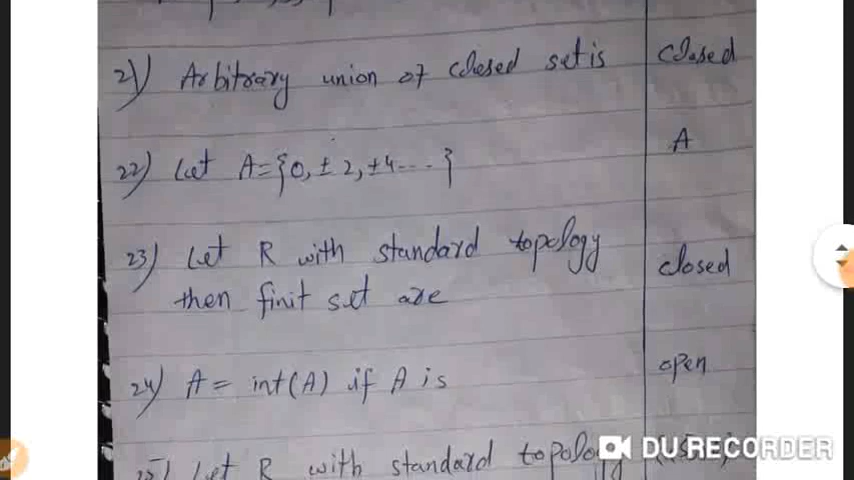 21) Arbitrary union of closed set is closed
22) Let A={0, ±2, ±4---} A
23) Let R with standard topology
then finit set are closed
24) A = int(A) if A is open
25) Let R with standard topology
DU RECORDER